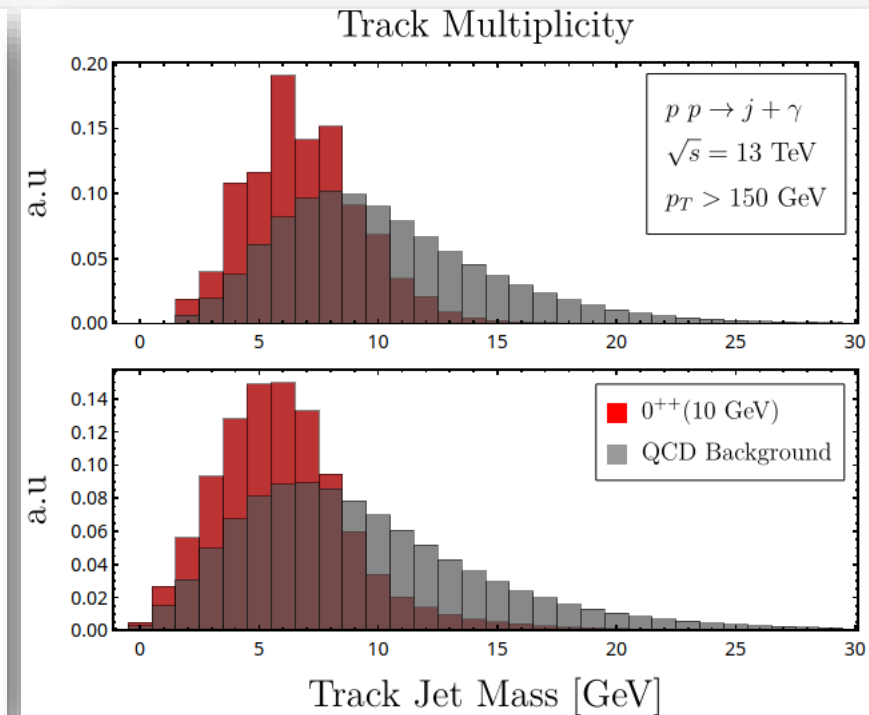 Track Multiplicity
a.u
0.20
0.15
0.10
0.05
0.00
p p → j + γ
√s = 13 TeV
p_T > 150 GeV
0 5 10 15 20 25 30
a.u
0.14
0.12
0.10
0.08
0.06
0.04
0.02
0.00
0⁺⁺(10 GeV)
QCD Background
0 5 10 15 20 25 30
Track Jet Mass [GeV]